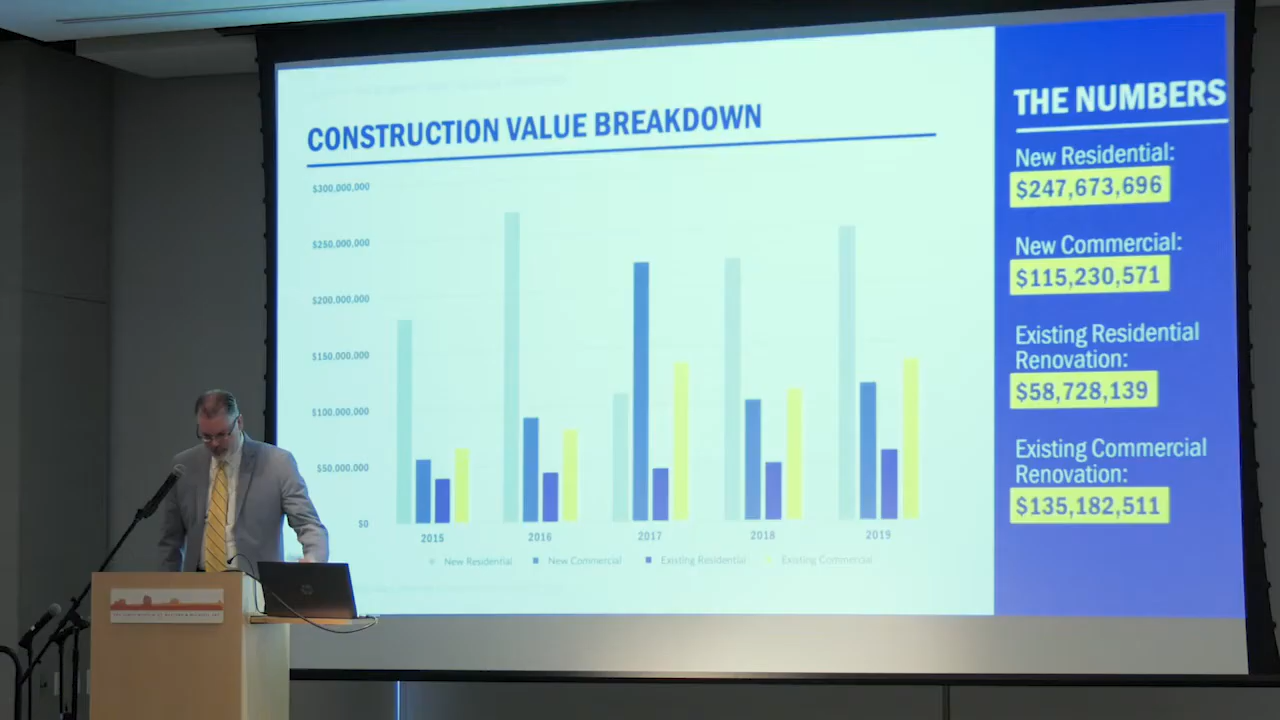 CONSTRUCTION VALUE BREAKDOWN
$300,000,000
$250,000,000
$200,000,000
$150,000,000
$100,000,000
$50,000,000
$0
2015 2016 2017 2018 2019
New Residential New Commercial Existing Residential Existing Commercial
THE NUMBERS
New Residential:
$247,673,696
New Commercial:
$115,230,571
Existing Residential
Renovation:
$58,728,139
Existing Commercial
Renovation:
$135,182,511
hp